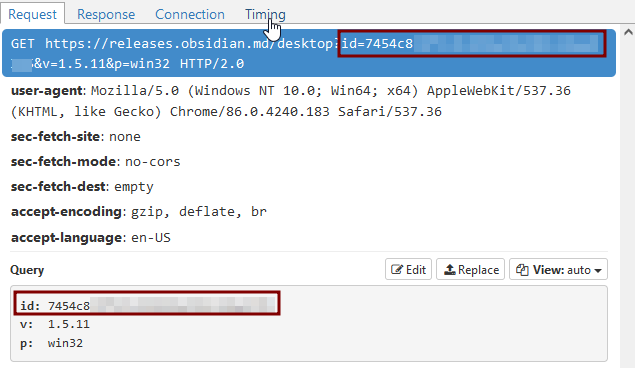 Request Response Connection Timing
GET https://releases.obsidian.md/desktop?id=7454c8
&v=1.5.11&p=win32 HTTP/2.0
user-agent: Mozilla/5.0 (Windows NT 10.0; Win64; x64) AppleWebKit/537.36
(KHTML, like Gecko) Chrome/86.0.4240.183 Safari/537.36
sec-fetch-site: none
sec-fetch-mode: no-cors
sec-fetch-dest: empty
accept-encoding: gzip, deflate, br
accept-language: en-US
Query Edit Replace View: auto
id: 7454c8
v: 1.5.11
p: win32